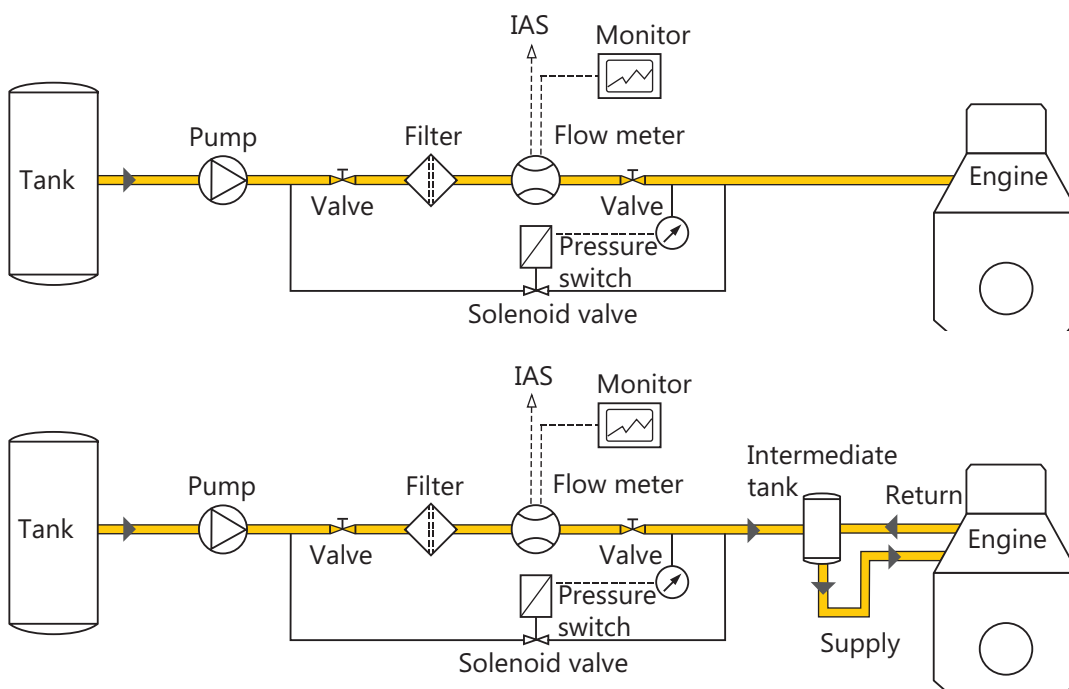 IAS
Monitor
Pump
Filter
Flow meter
Tank
Engine
Valve
Valve
Pressure
switch
Solenoid valve
IAS
Monitor
Intermediate
tank
Pump
Filter
Flow meter
Return
Tank
Engine
Valve
Valve
Pressure
switch
Supply
Solenoid valve